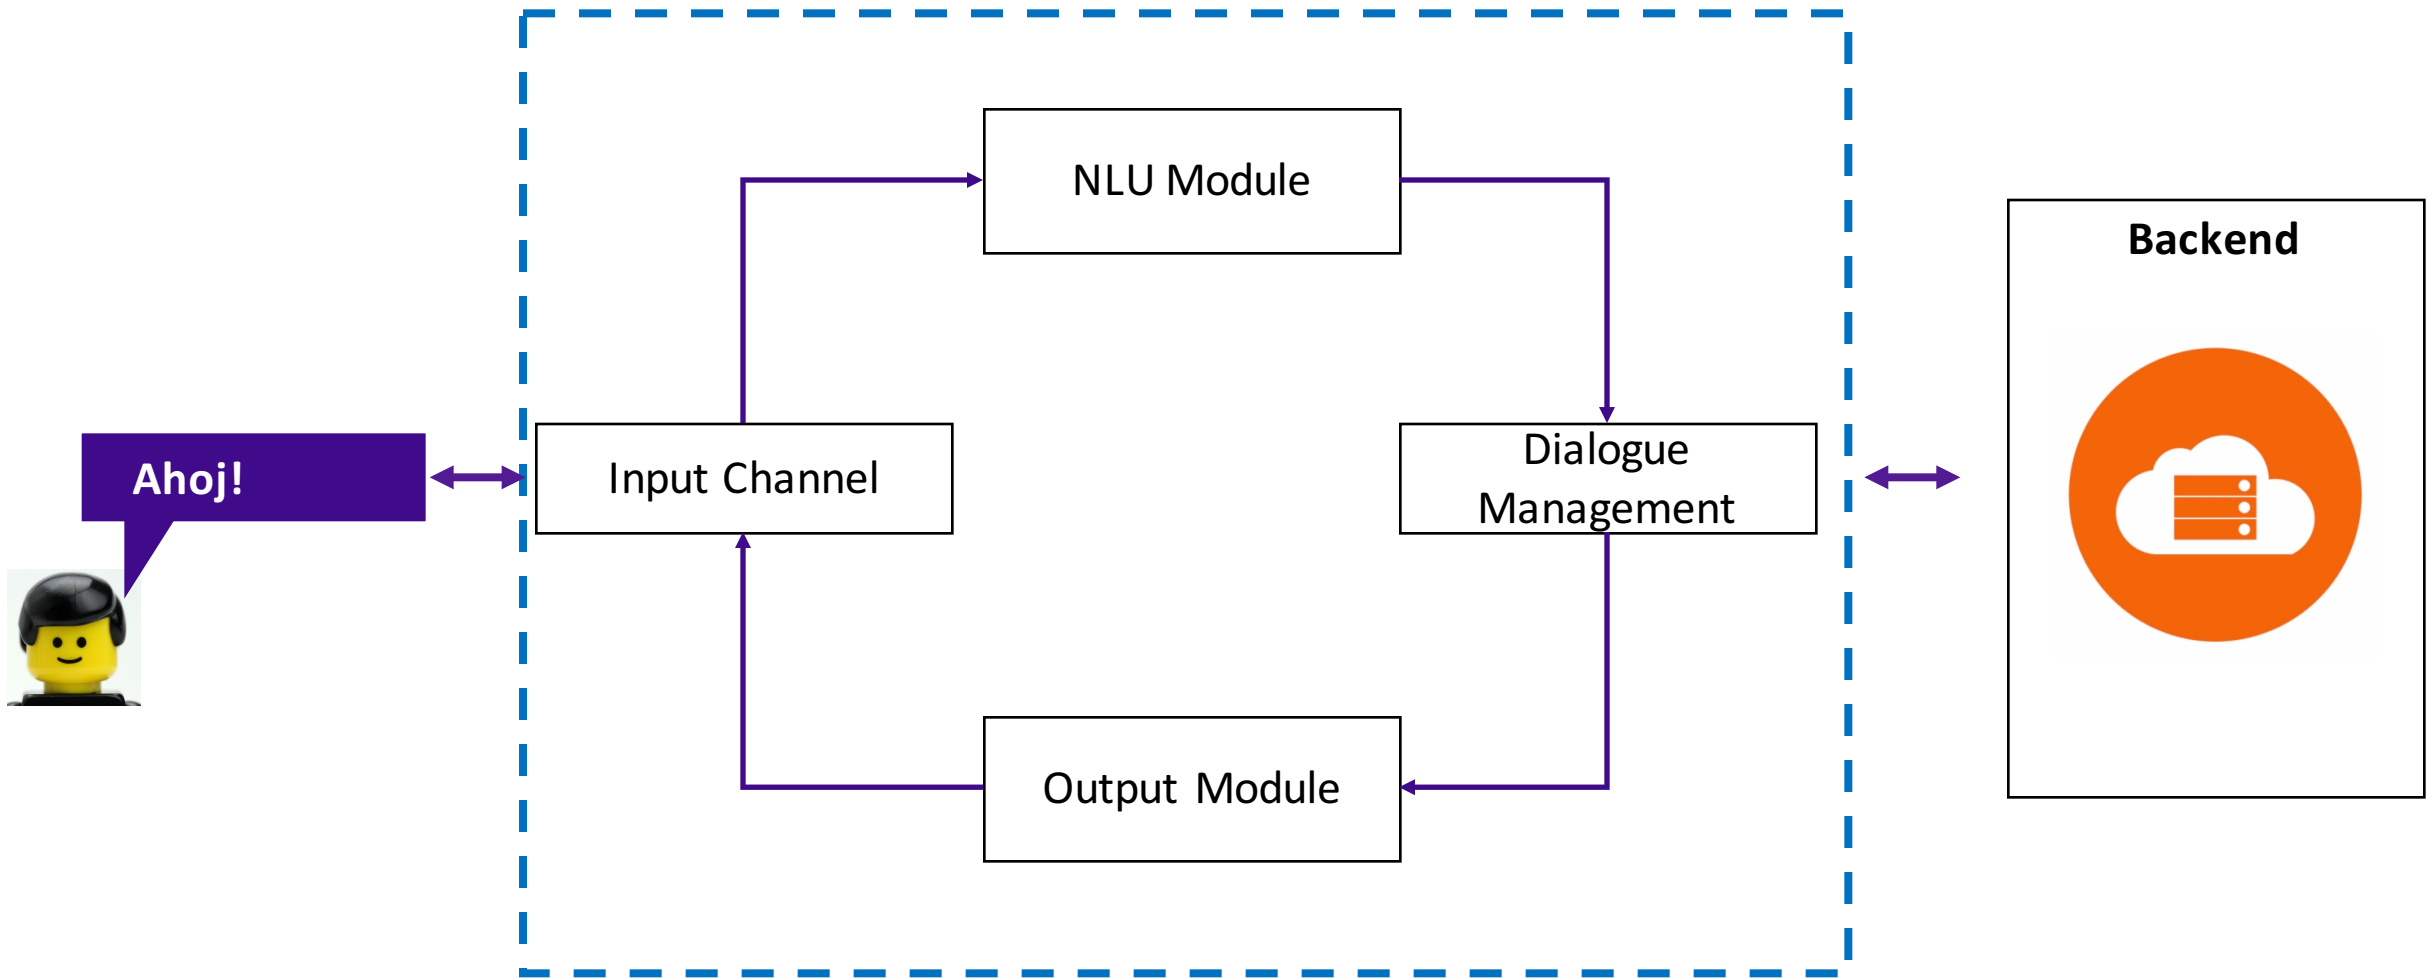 NLU Module
Backend
Ahoj!
Input Channel
Dialogue
Management
Output Module